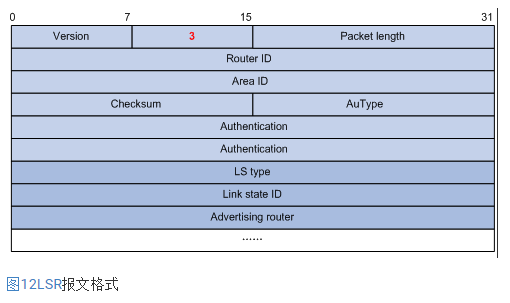 0 7 15 31
Version 3 Packet length
Router ID
Area ID
Checksum AuType
Authentication
Authentication
LS type
Link state ID
Advertising router
......
图12LSR报文格式